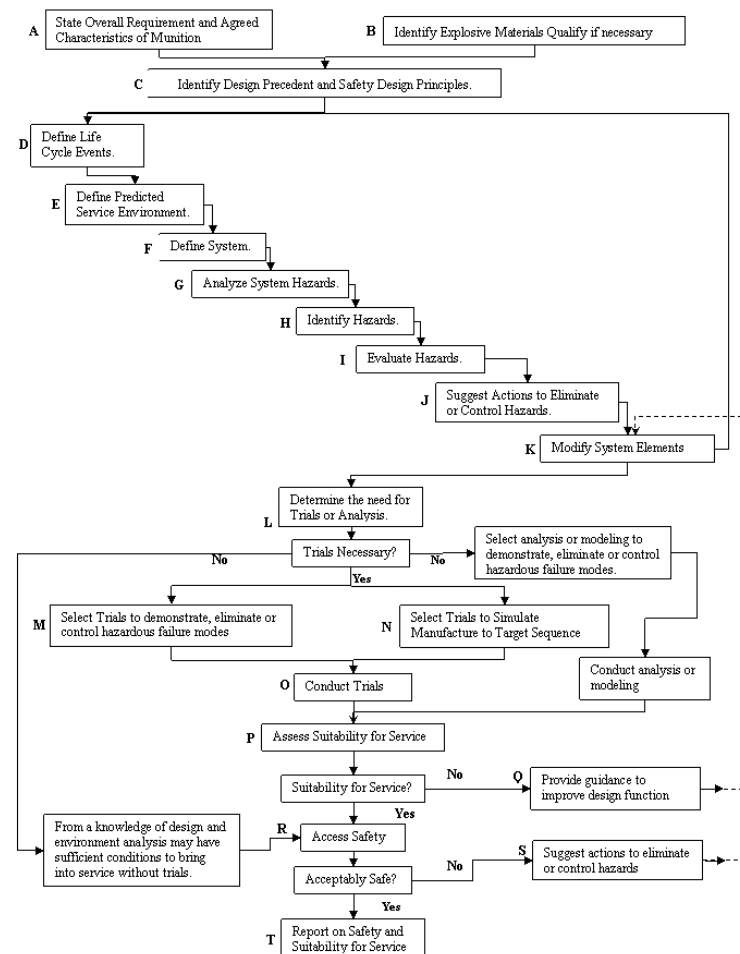 A
State Overall Requirement and Agreed
Characteristics of Munition
B
Identify Explosive Materials Qualify if necessary
C
Identify Design Precedent and Safety Design Principles.
D
Define Life
Cycle Events.
E
Define Predicted
Service Environment.
F
Define System.
G
Analyze System Hazards.
H
Identify Hazards.
I
Evaluate Hazards.
J
Suggest Actions to Eliminate
or Control Hazards.
K
Modify System Elements
L
Determine the need for
Trials or Analysis.
No
Trials Necessary?
No
Yes
Select analysis or modeling to
demonstrate, eliminate or control
hazardous failure modes.
M
Select Trials to demonstrate, eliminate or
control hazardous failure modes
N
Select Trials to Simulate
Manufacture to Target Sequence
O
Conduct Trials
Conduct analysis or
modeling
P
Assess Suitability for Service
Suitability for Service?
No
Yes
Q
Provide guidance to
improve design function
From a knowledge of design and
environment analysis may have
sufficient conditions to bring
into service without trials.
R
Access Safety
Acceptably Safe?
No
Yes
S
Suggest actions to eliminate
or control hazards
T
Report on Safety and
Suitability for Service